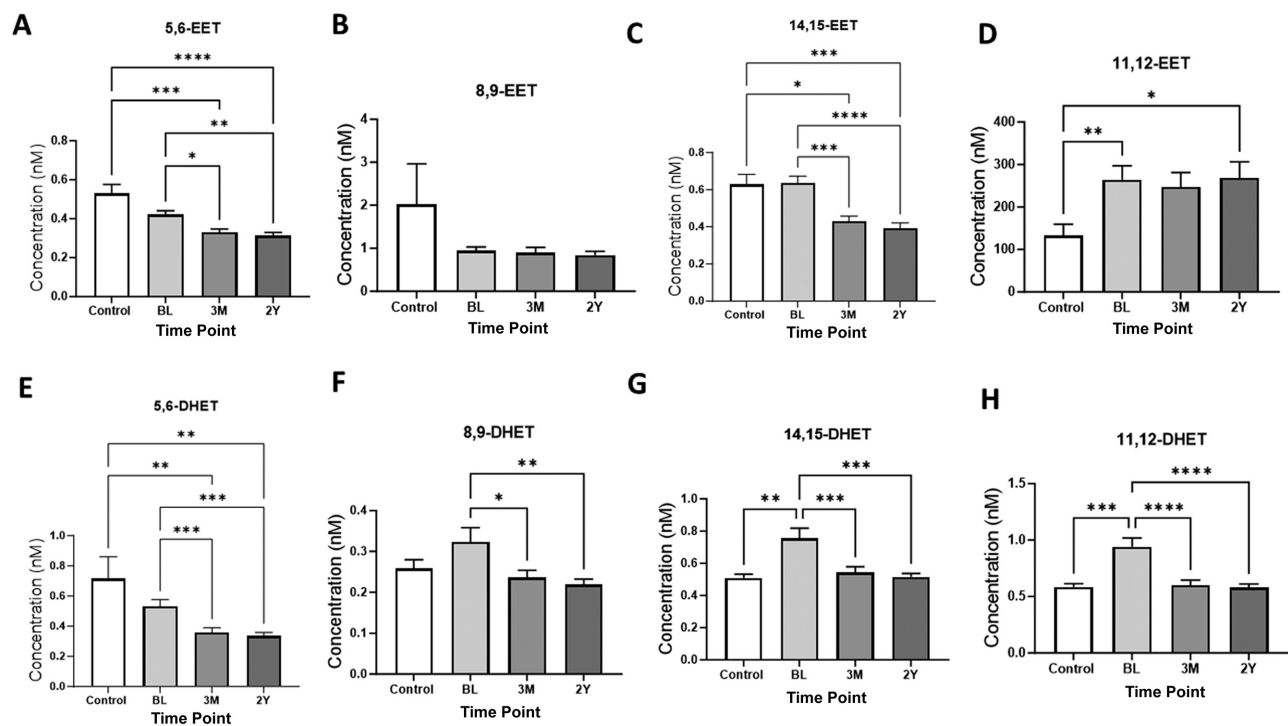 A
5,6-EET
****
***
**
*
Concentration (nM)
0.8
0.6
0.4
0.2
0.0
Control BL 3M 2Y
Time Point
B
8,9-EET
Concentration (nM)
4
3
2
1
0
Control BL 3M 2Y
Time Point
C
14,15-EET
***
*
****
***
Concentration (nM)
0.8
0.6
0.4
0.2
0.0
Control BL 3M 2Y
Time Point
D
11,12-EET
*
**
Concentration (nM)
400
300
200
100
0
Control BL 3M 2Y
Time Point
E
5,6-DHET
**
**
***
***
Concentration (nM)
1.0
0.8
0.6
0.4
0.2
0.0
Control BL 3M 2Y
Time Point
F
8,9-DHET
**
*
Concentration (nM)
0.4
0.3
0.2
0.1
0.0
Control BL 3M 2Y
Time Point
G
14,15-DHET
***
** ***
Concentration (nM)
1.0
0.8
0.6
0.4
0.2
0.0
Control BL 3M 2Y
Time Point
H
11,12-DHET
****
*** ****
Concentration (nM)
1.5
1.0
0.5
0.0
Control BL 3M 2Y
Time Point